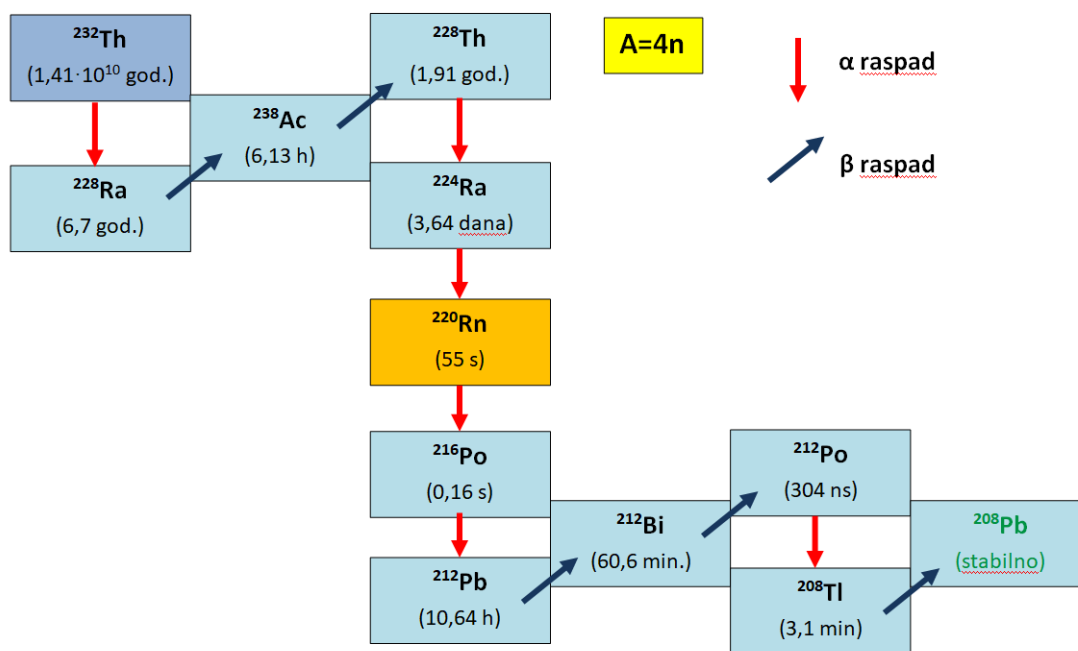 ²³²Th
(1,41·10¹⁰ god.)
²²⁸Th
(1,91 god.)
A=4n
α raspad
²³⁸Ac
(6,13 h)
β raspad
²²⁸Ra
(6,7 god.)
²²⁴Ra
(3,64 dana)
²²⁰Rn
(55 s)
²¹⁶Po
(0,16 s)
²¹²Po
(304 ns)
²¹²Bi
(60,6 min.)
²⁰⁸Pb
(stabilno)
²¹²Pb
(10,64 h)
²⁰⁸Tl
(3,1 min)